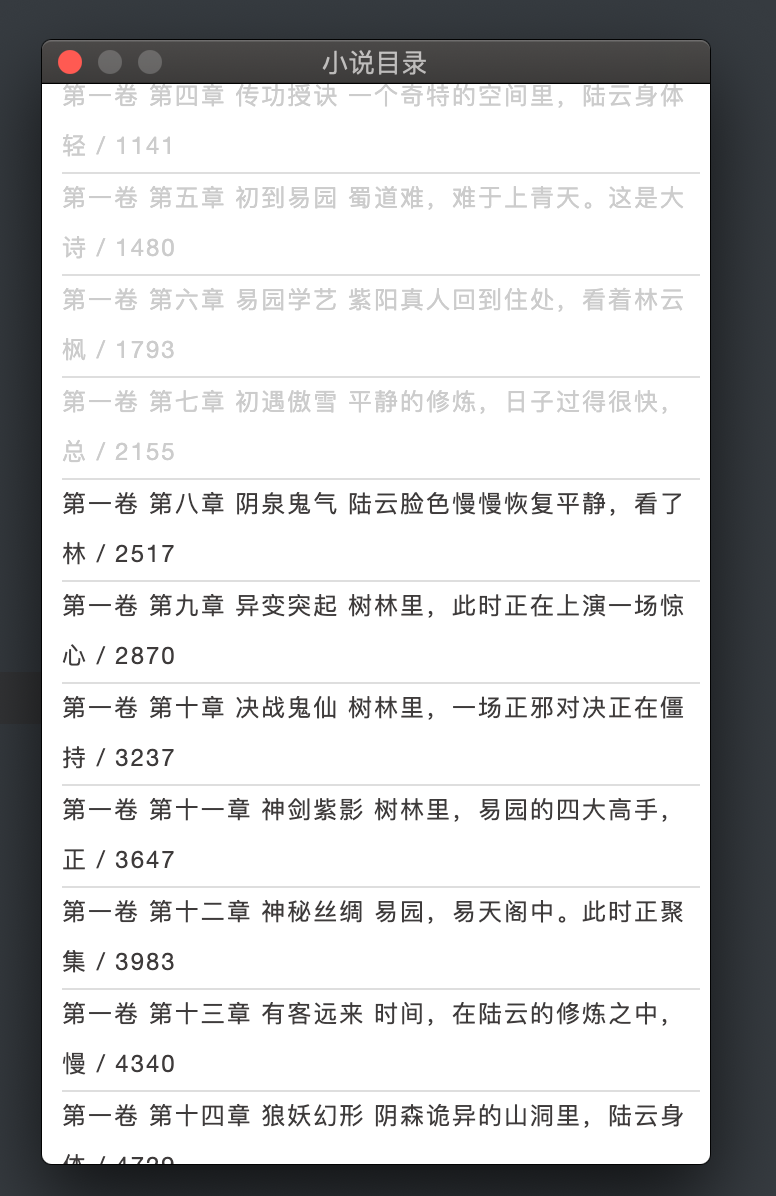 小说目录
第一卷 第四章 传功授诀 一个奇特的空间里，陆云身体
轻 / 1141
第一卷 第五章 初到易园 蜀道难，难于上青天。这是大
诗 / 1480
第一卷 第六章 易园学艺 紫阳真人回到住处，看着林云
枫 / 1793
第一卷 第七章 初遇傲雪 平静的修炼，日子过得很快，
总 / 2155
第一卷 第八章 阴泉鬼气 陆云脸色慢慢恢复平静，看了
林 / 2517
第一卷 第九章 异变突起 树林里，此时正在上演一场惊
心 / 2870
第一卷 第十章 决战鬼仙 树林里，一场正邪对决正在僵
持 / 3237
第一卷 第十一章 神剑紫影 树林里，易园的四大高手，
正 / 3647
第一卷 第十二章 神秘丝绸 易园，易天阁中。此时正聚
集 / 3983
第一卷 第十三章 有客远来 时间，在陆云的修炼之中，
慢 / 4340
第一卷 第十四章 狼妖幻形 阴森诡异的山洞里，陆云身